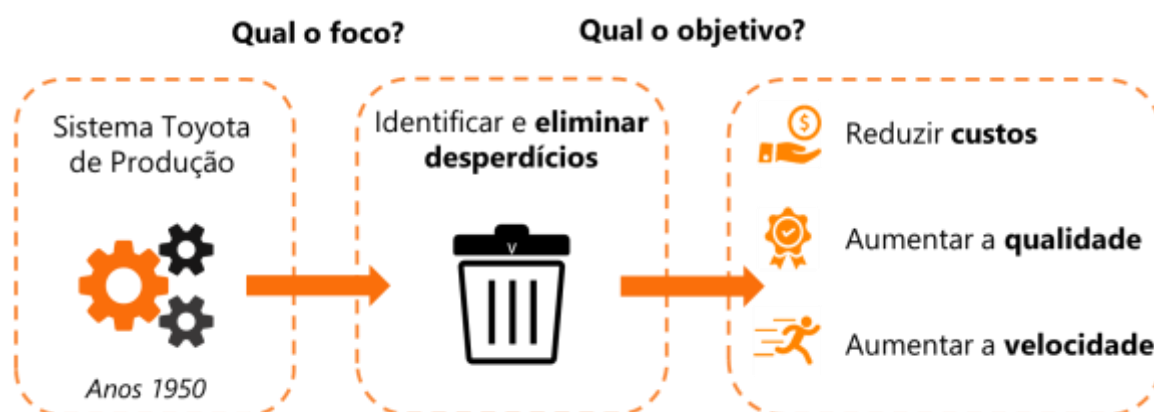 Qual o foco?
Qual o objetivo?
Sistema Toyota
de Produção
Anos 1950
Identificar e eliminar
desperdícios
v
$
Reduzir custos
Aumentar a qualidade
Aumentar a velocidade